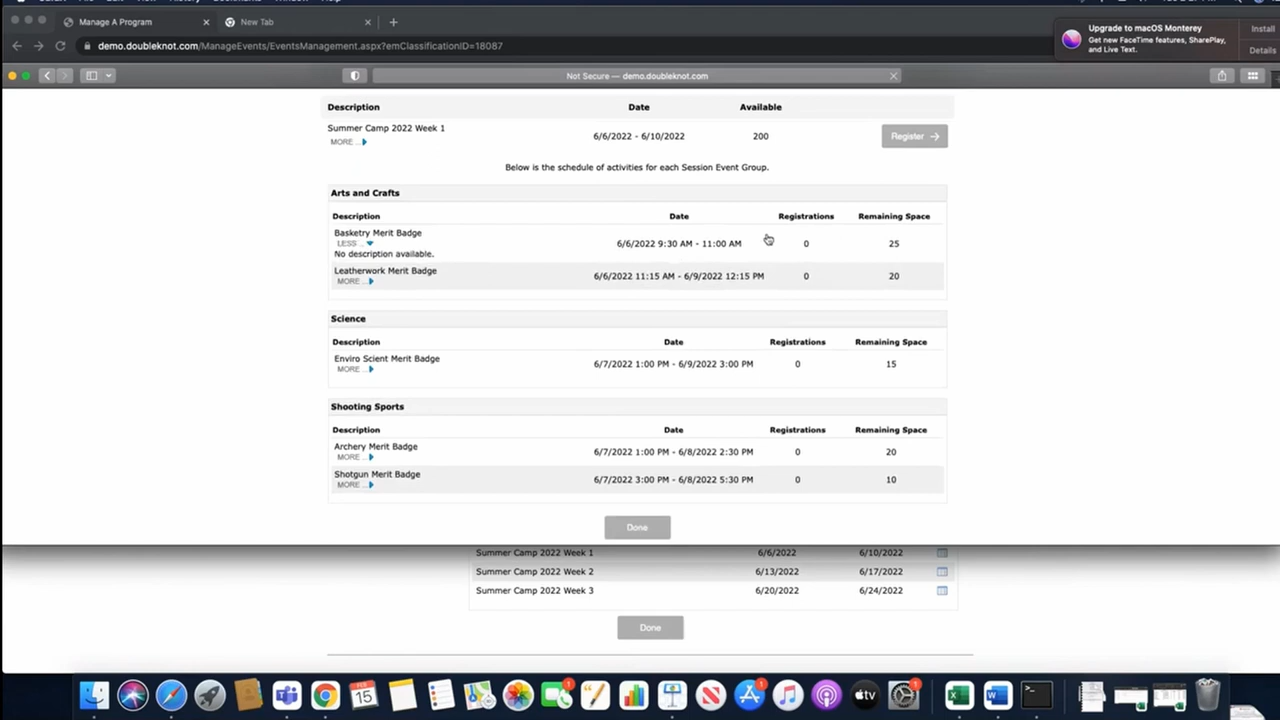 Manage A Program
New Tab
demo.doubleknot.com/ManageEvents/EventsManagement.aspx?emClassificationID=18087
Upgrade to macOS Monterey
Get new FaceTime features, SharePlay, and Live Text.
Install
Details
Not Secure — demo.doubleknot.com
Description Date Available
Summer Camp 2022 Week 1 6/6/2022 - 6/10/2022 200 Register →
MORE ...
Below is the schedule of activities for each Session Event Group.
Arts and Crafts
Description Date Registrations Remaining Space
Basketry Merit Badge
LESS ... 6/6/2022 9:30 AM - 11:00 AM 0 25
No description available.
Leatherwork Merit Badge 6/6/2022 11:15 AM - 6/9/2022 12:15 PM 0 20
MORE ...
Science
Description Date Registrations Remaining Space
Enviro Scient Merit Badge 6/7/2022 1:00 PM - 6/9/2022 3:00 PM 0 15
MORE ...
Shooting Sports
Description Date Registrations Remaining Space
Archery Merit Badge 6/7/2022 1:00 PM - 6/8/2022 2:30 PM 0 20
MORE ...
Shotgun Merit Badge 6/7/2022 3:00 PM - 6/8/2022 5:30 PM 0 10
MORE ...
Done
Summer Camp 2022 Week 1 6/6/2022 6/10/2022
Summer Camp 2022 Week 2 6/13/2022 6/17/2022
Summer Camp 2022 Week 3 6/20/2022 6/24/2022
Done
FEB
15
tv